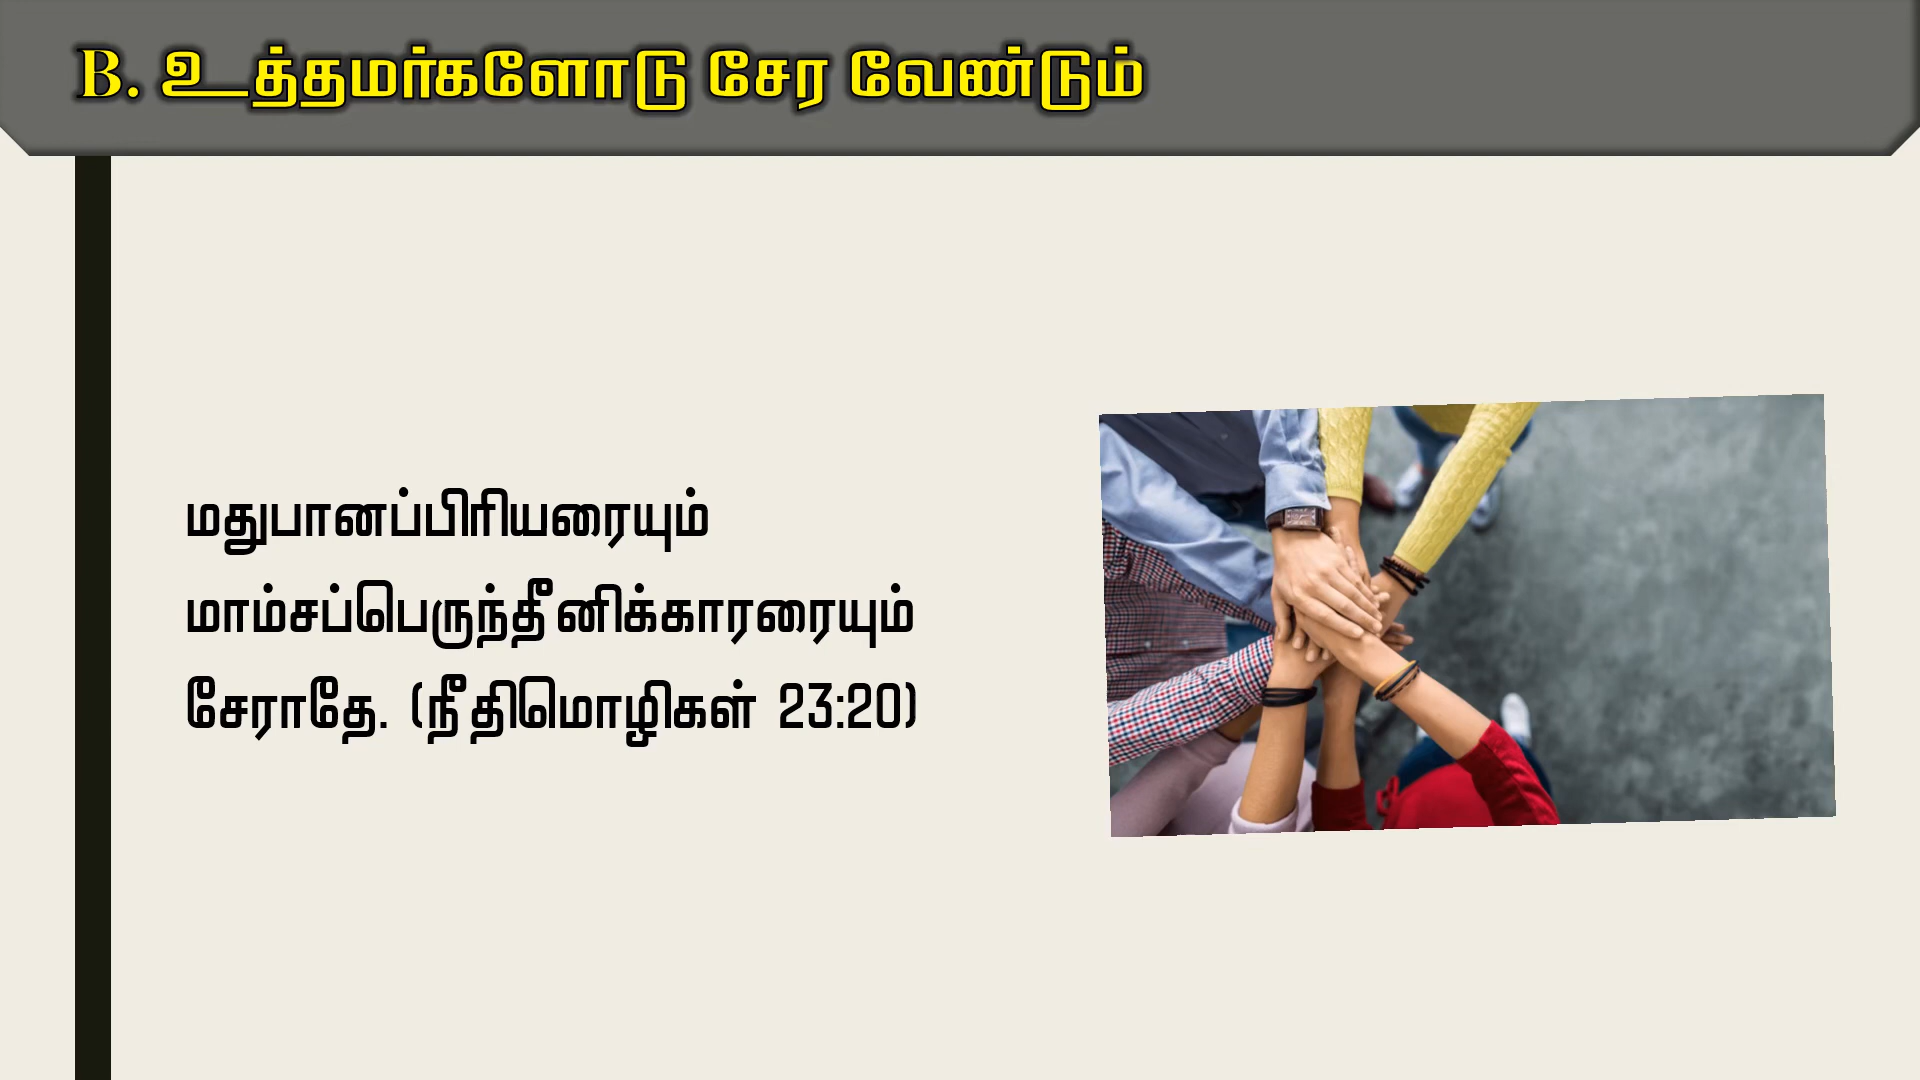 B. உத்தமர்களோடு சேர வேண்டும்
மதுபானப்பிரியரையும்
மாம்சப்பெருந்தீனிக்காரரையும்
சேராதே. (நீதிமொழிகள் 23:20)